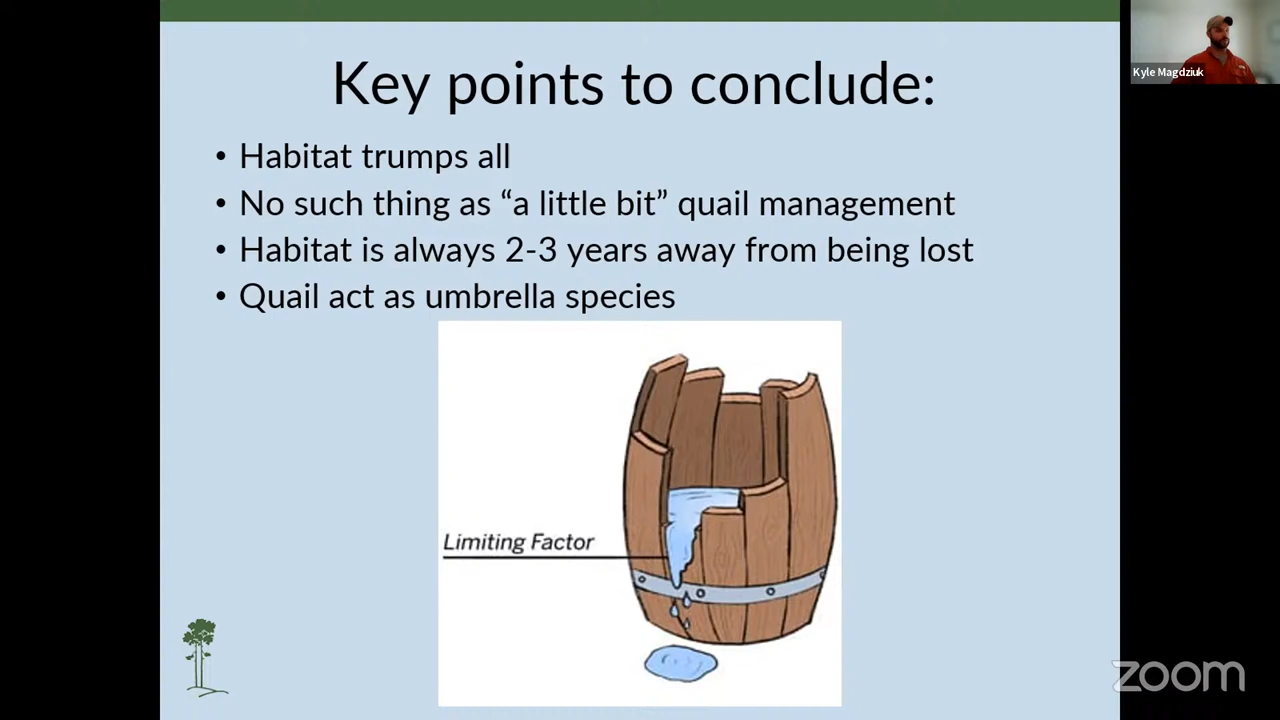 Key points to conclude:
Kyle Magdziuk
• Habitat trumps all
• No such thing as “a little bit” quail management
• Habitat is always 2-3 years away from being lost
• Quail act as umbrella species
Limiting Factor
zoom